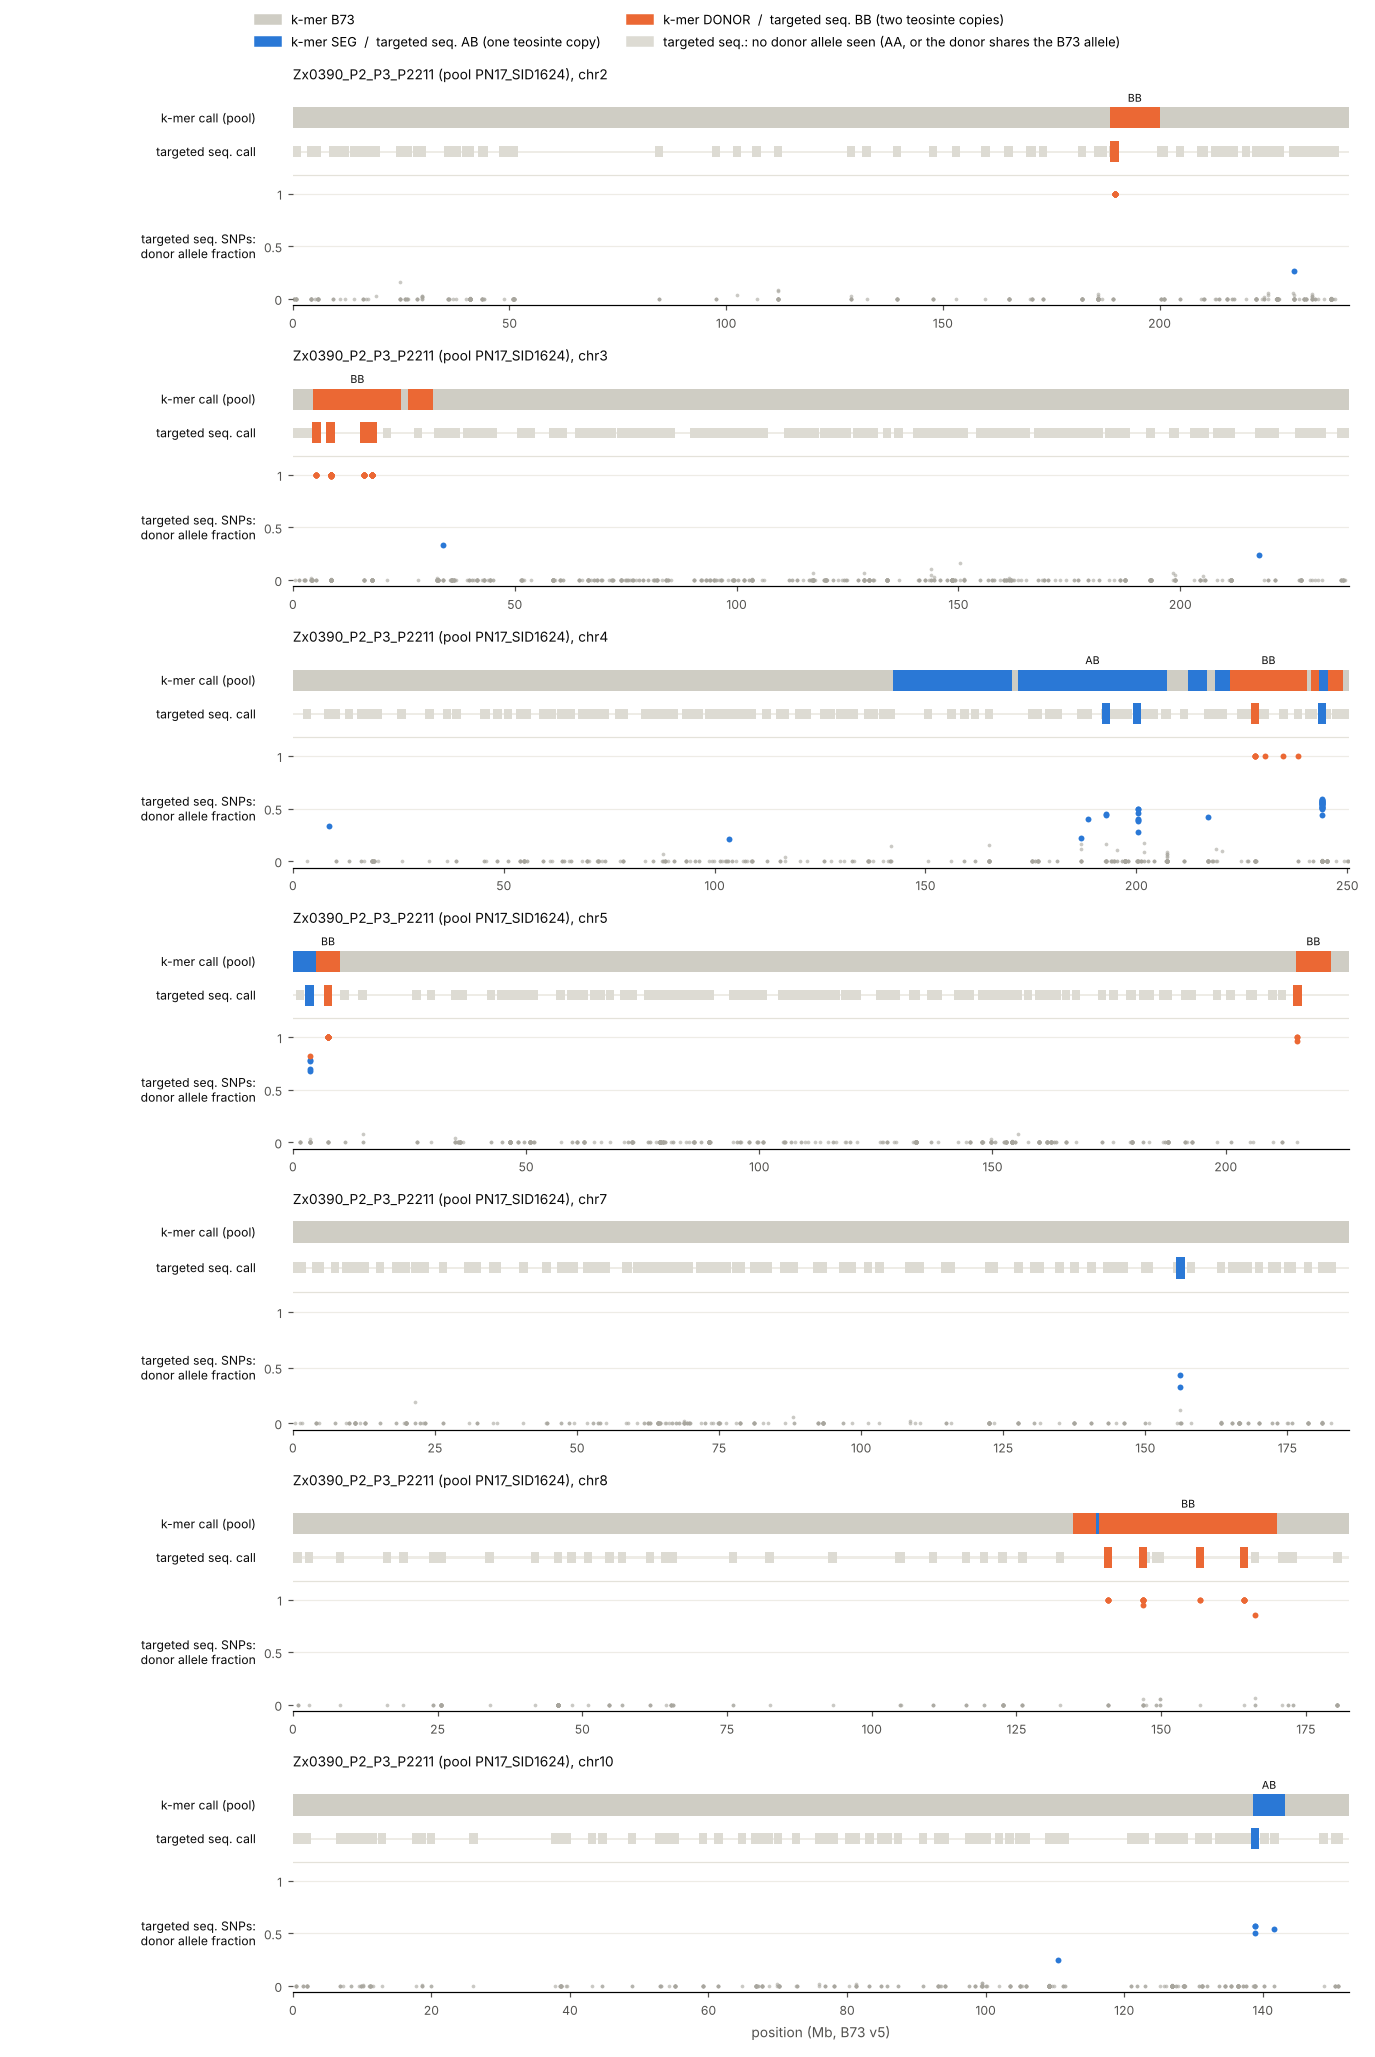 k-mer B73
k-mer DONOR / targeted seq. BB (two teosinte copies)
k-mer SEG / targeted seq. AB (one teosinte copy)
targeted seq.: no donor allele seen (AA, or the donor shares the B73 allele)
Zx0390_P2_P3_P2211 (pool PN17_SID1624), chr2
BB
k-mer call (pool)
targeted seq. call
1
targeted seq. SNPs:
donor allele fraction
0.5
0
0 50 100 150 200
Zx0390_P2_P3_P2211 (pool PN17_SID1624), chr3
BB
k-mer call (pool)
targeted seq. call
1
targeted seq. SNPs:
donor allele fraction
0.5
0
0 50 100 150 200
Zx0390_P2_P3_P2211 (pool PN17_SID1624), chr4
AB BB
k-mer call (pool)
targeted seq. call
1
targeted seq. SNPs:
donor allele fraction
0.5
0
0 50 100 150 200 250
Zx0390_P2_P3_P2211 (pool PN17_SID1624), chr5
BB BB
k-mer call (pool)
targeted seq. call
1
targeted seq. SNPs:
donor allele fraction
0.5
0
0 50 100 150 200
Zx0390_P2_P3_P2211 (pool PN17_SID1624), chr7
k-mer call (pool)
targeted seq. call
1
targeted seq. SNPs:
donor allele fraction
0.5
0
0 25 50 75 100 125 150 175
Zx0390_P2_P3_P2211 (pool PN17_SID1624), chr8
BB
k-mer call (pool)
targeted seq. call
1
targeted seq. SNPs:
donor allele fraction
0.5
0
0 25 50 75 100 125 150 175
Zx0390_P2_P3_P2211 (pool PN17_SID1624), chr10
AB
k-mer call (pool)
targeted seq. call
1
targeted seq. SNPs:
donor allele fraction
0.5
0
0 20 40 60 80 100 120 140
position (Mb, B73 v5)